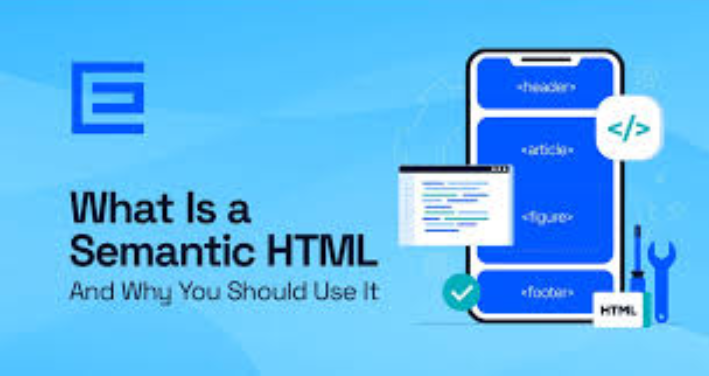 What Is a
Semantic HTML
And Why You Should Use It
<header>
</>
<article>
<figure>
<footer>
HTML